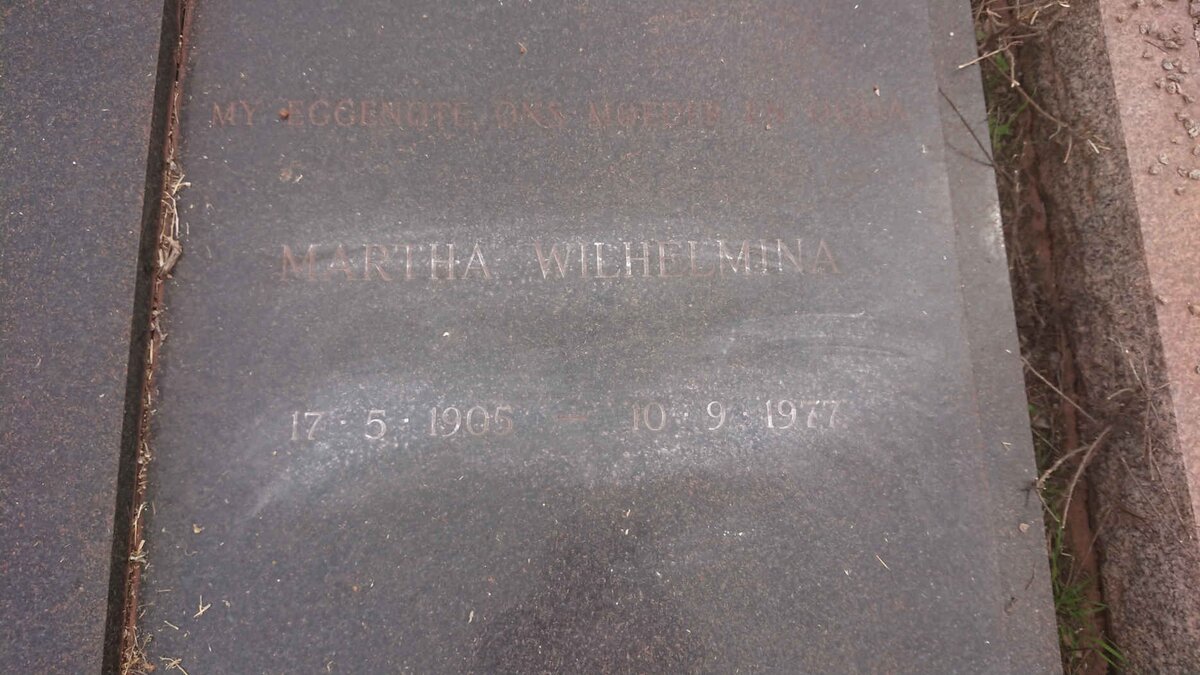 MY EGGENOTE, ONS MOEDER EN OUMA
MARTHA WILHELMINA
17 · 5 · 1905 — 10 · 9 · 1977